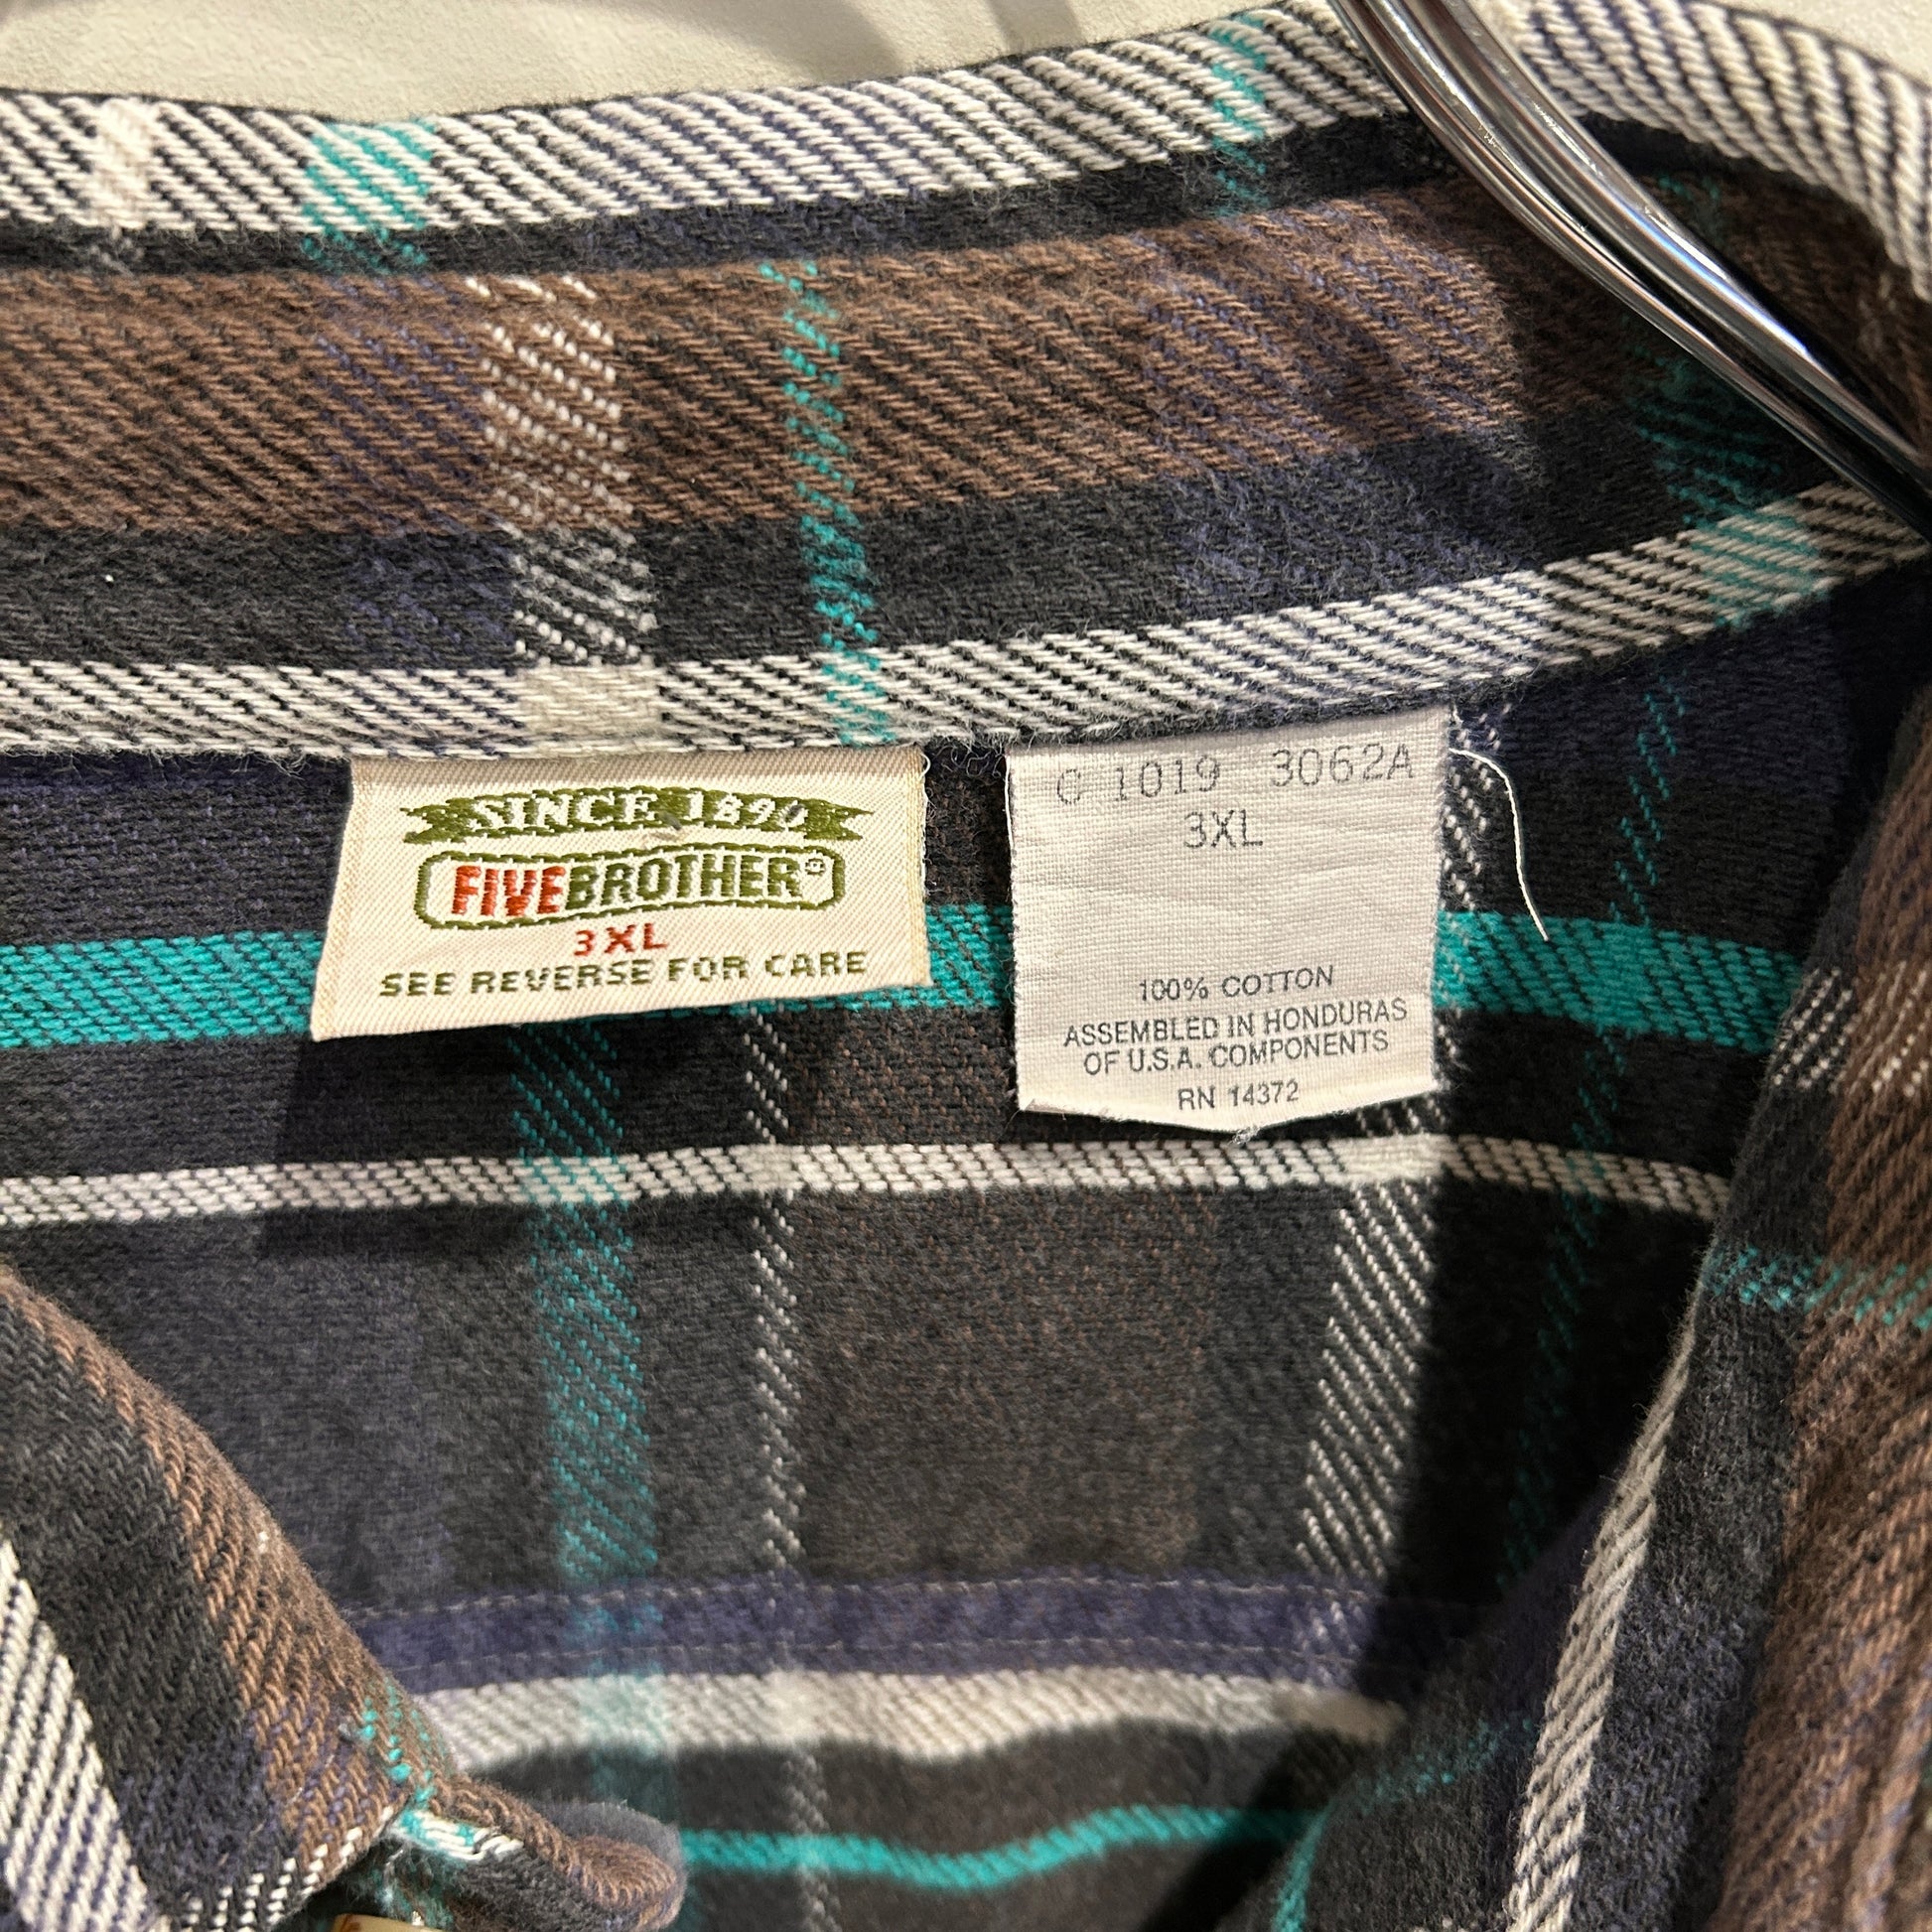 SINCE 1890
FIVEBROTHER®
3XL
SEE REVERSE FOR CARE
C 1019 3062A
3XL
100% COTTON
ASSEMBLED IN HONDURAS
OF U.S.A. COMPONENTS
RN 14372